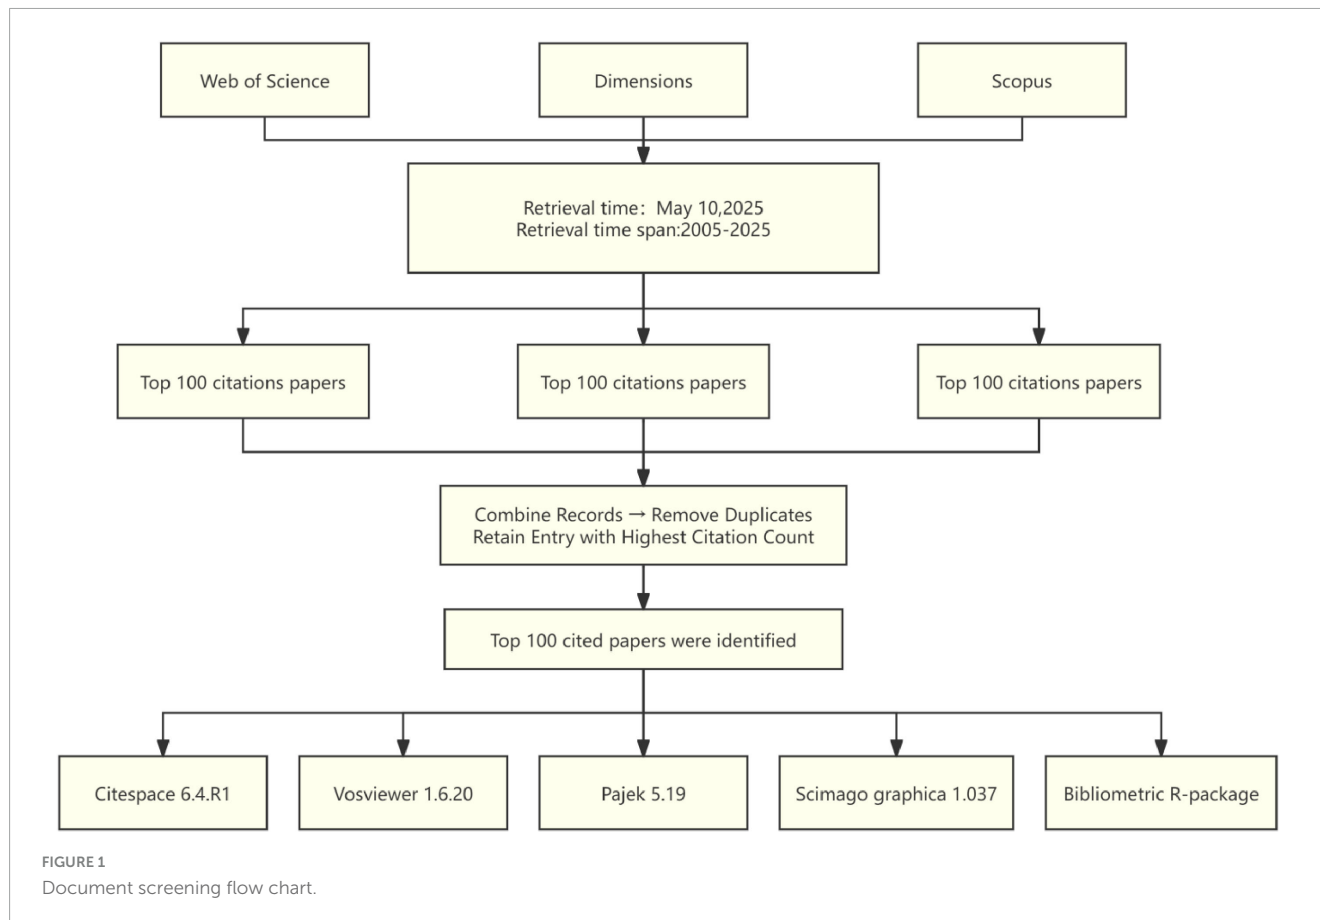 Web of Science
Dimensions
Scopus
Retrieval time: May 10,2025
Retrieval time span:2005-2025
Top 100 citations papers
Top 100 citations papers
Top 100 citations papers
Combine Records → Remove Duplicates
Retain Entry with Highest Citation Count
Top 100 cited papers were identified
Citespace 6.4.R1
Vosviewer 1.6.20
Pajek 5.19
Scimago graphica 1.037
Bibliometric R-package
FIGURE 1
Document screening flow chart.